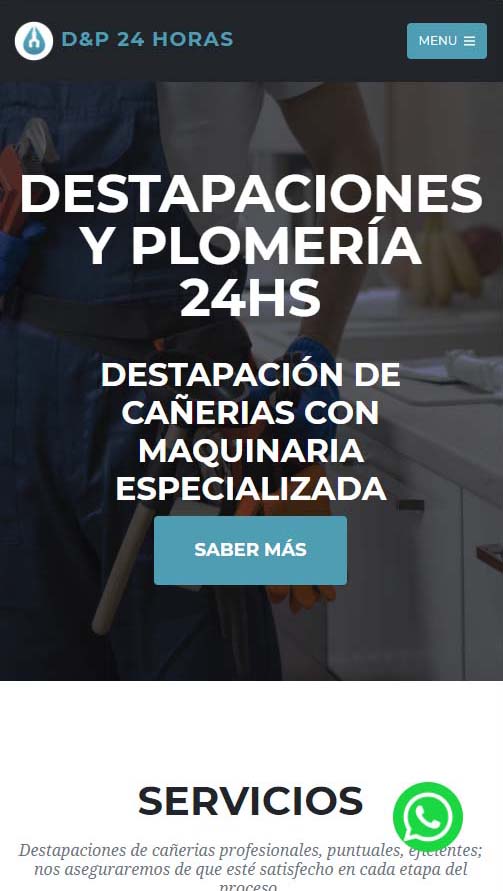 D&P 24 HORAS
MENU
DESTAPACIONES
Y PLOMERÍA
24HS
DESTAPACIÓN DE
CAÑERIAS CON
MAQUINARIA
ESPECIALIZADA
SABER MÁS
SERVICIOS
Destapaciones de cañerias profesionales, puntuales, eficientes;
nos aseguraremos de que esté satisfecho en cada etapa del
proceso